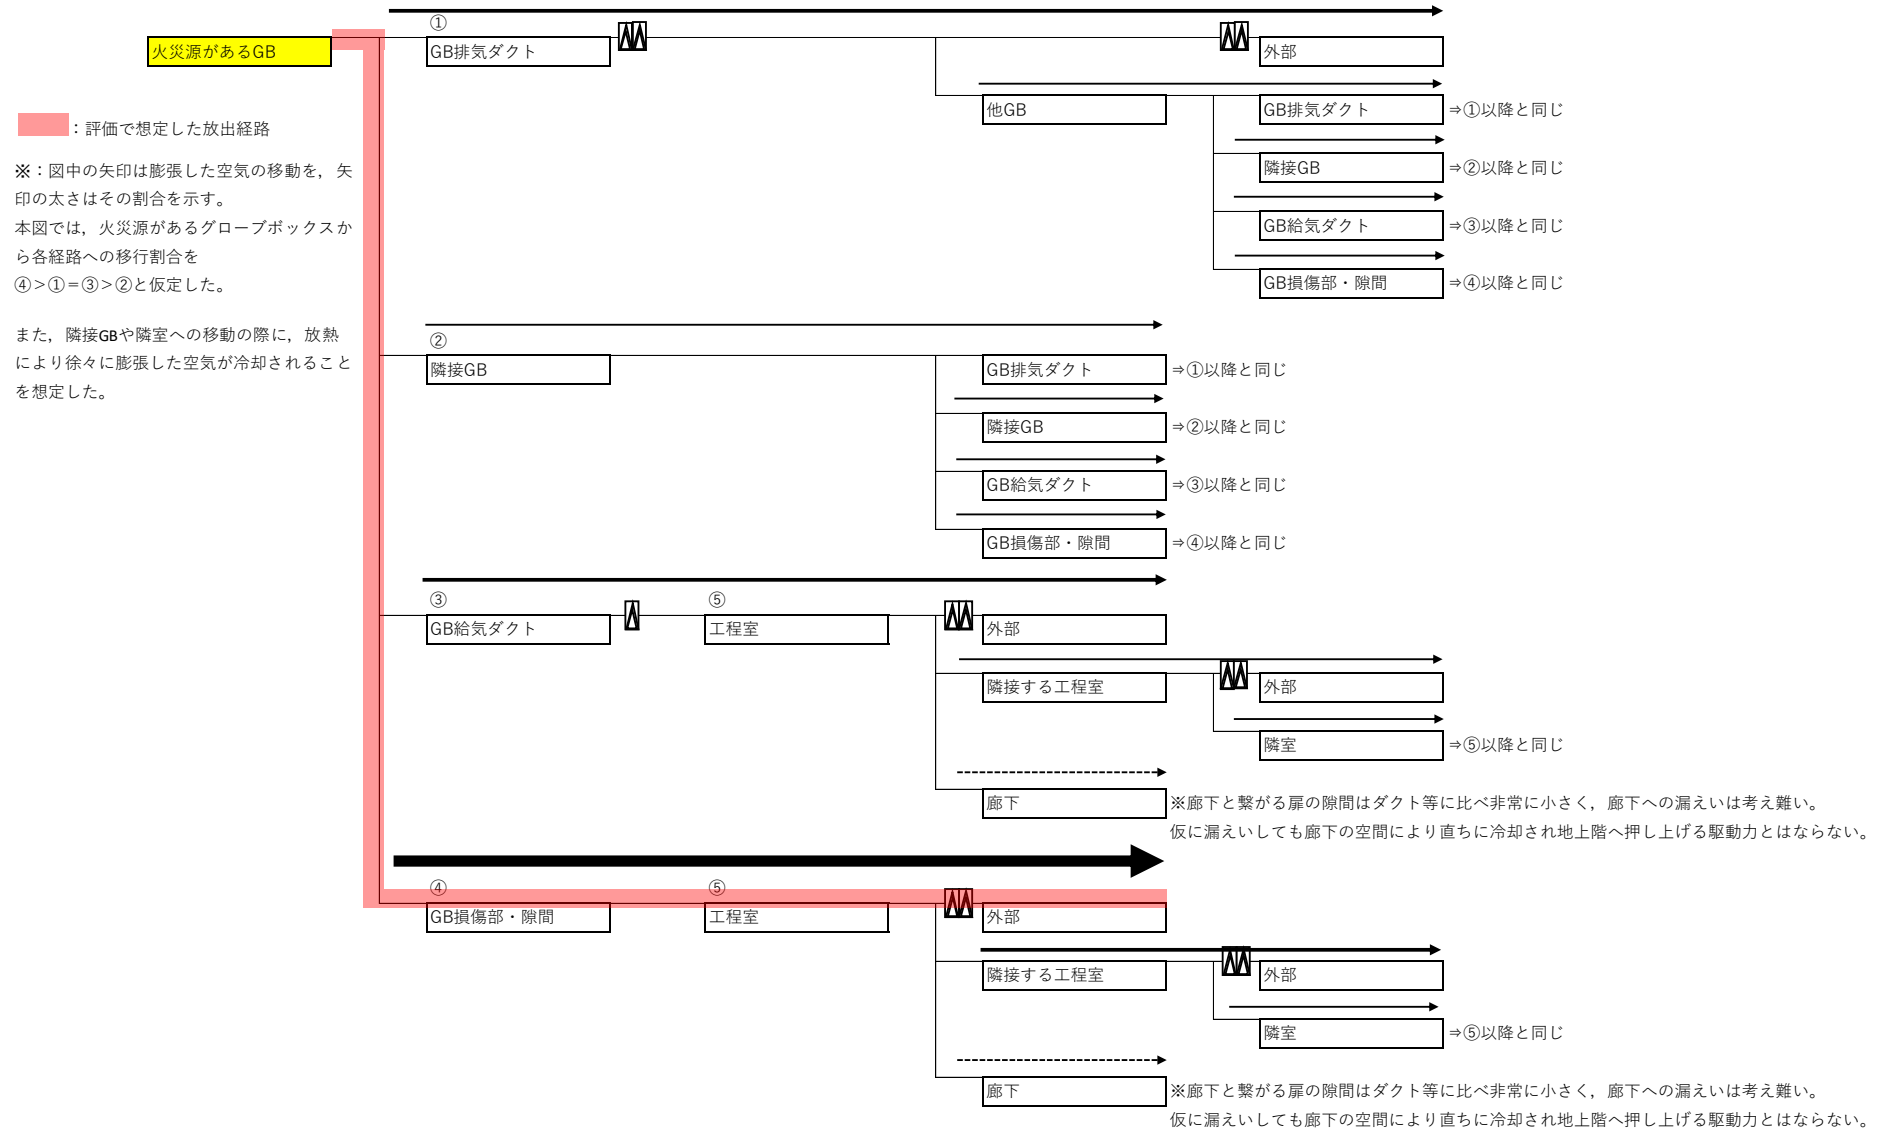 火災源があるGB
：評価で想定した放出経路
※：図中の矢印は膨張した空気の移動を，矢
印の太さはその割合を示す。
本図では，火災源があるグローブボックスか
ら各経路への移行割合を
④＞①＝③＞②と仮定した。
また，隣接GBや隣室への移動の際に，放熱
により徐々に膨張した空気が冷却されること
を想定した。
①
GB排気ダクト
外部
他GB
GB排気ダクト
⇒①以降と同じ
隣接GB
⇒②以降と同じ
GB給気ダクト
⇒③以降と同じ
GB損傷部・隙間
⇒④以降と同じ
②
隣接GB
GB排気ダクト
⇒①以降と同じ
隣接GB
⇒②以降と同じ
GB給気ダクト
⇒③以降と同じ
GB損傷部・隙間
⇒④以降と同じ
③
GB給気ダクト
⑤
工程室
外部
隣接する工程室
外部
隣室
⇒⑤以降と同じ
廊下
※廊下と繋がる扉の隙間はダクト等に比べ非常に小さく，廊下への漏えいは考え難い。
仮に漏えいしても廊下の空間により直ちに冷却され地上階へ押し上げる駆動力とはならない。
④
GB損傷部・隙間
⑤
工程室
外部
隣接する工程室
外部
隣室
⇒⑤以降と同じ
廊下
※廊下と繋がる扉の隙間はダクト等に比べ非常に小さく，廊下への漏えいは考え難い。
仮に漏えいしても廊下の空間により直ちに冷却され地上階へ押し上げる駆動力とはならない。